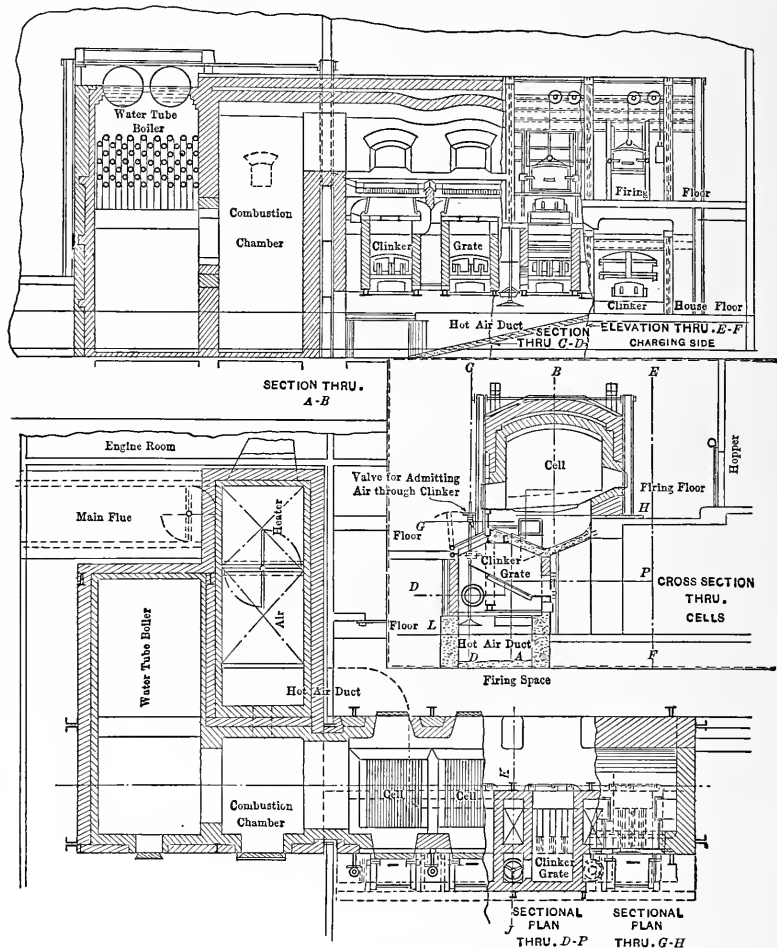 Water Tube
Boiler
Combustion
Chamber
Clinker
Grate
Firing
Floor
Clinker
House Floor
Hot Air Duct
SECTION
THRU C-D
ELEVATION THRU. E-F
CHARGING SIDE
SECTION THRU.
A-B
C
B
E
Engine Room
Main Flue
Heater
Air
Water Tube Boiler
Hot Air Duct
Combustion
Chamber
Cell
Valve for Admitting
Air through Clinker
G
Floor
Firing Floor
Hopper
H
Clinker
Grate
D
P
CROSS SECTION
THRU.
CELLS
Floor
L
Hot Air Duct
D
A
F
Firing Space
K
Cell
Cell
Clinker
Grate
J
SECTIONAL
PLAN
THRU. D-P
SECTIONAL
PLAN
THRU. G-H